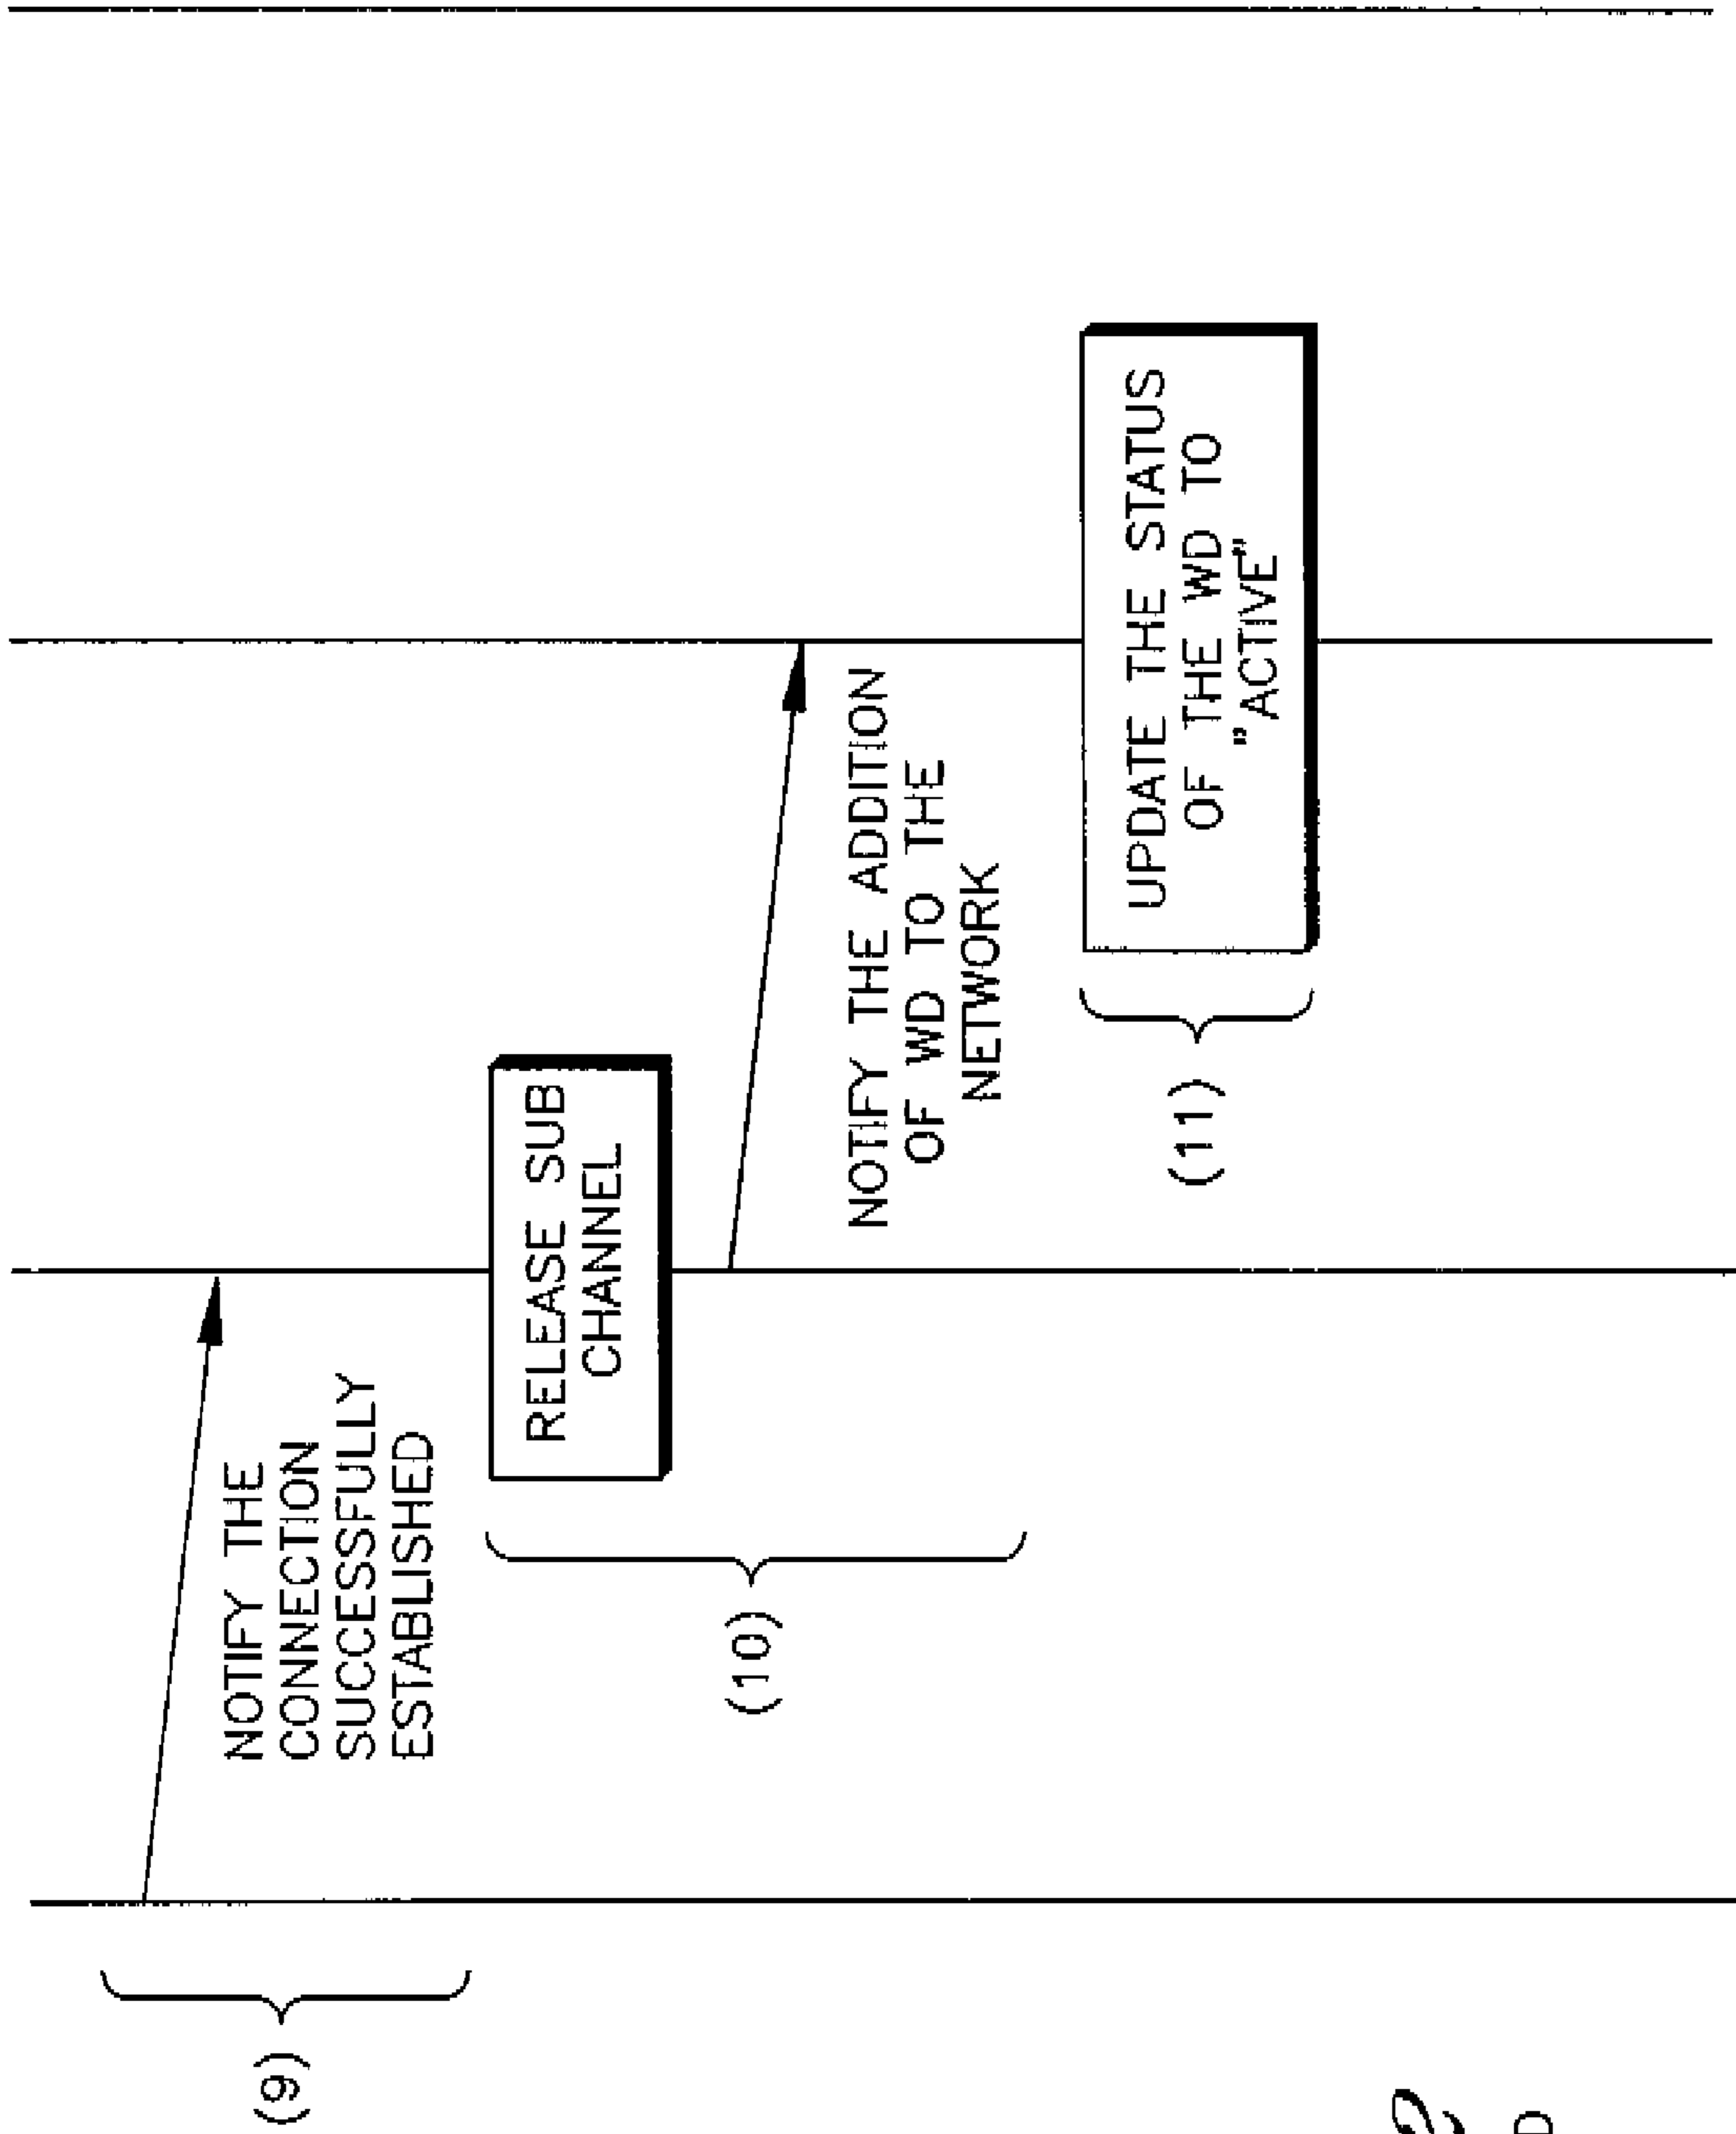 (9)
NOTIFY THE
CONNECTION
SUCCESSFULLY
ESTABLISHED
(10)
RELEASE SUB
CHANNEL
NOTIFY THE ADDITION
OF WD TO THE
NETWORK
(11)
UPDATE THE STATUS
OF THE WD TO
"ACTIVE"